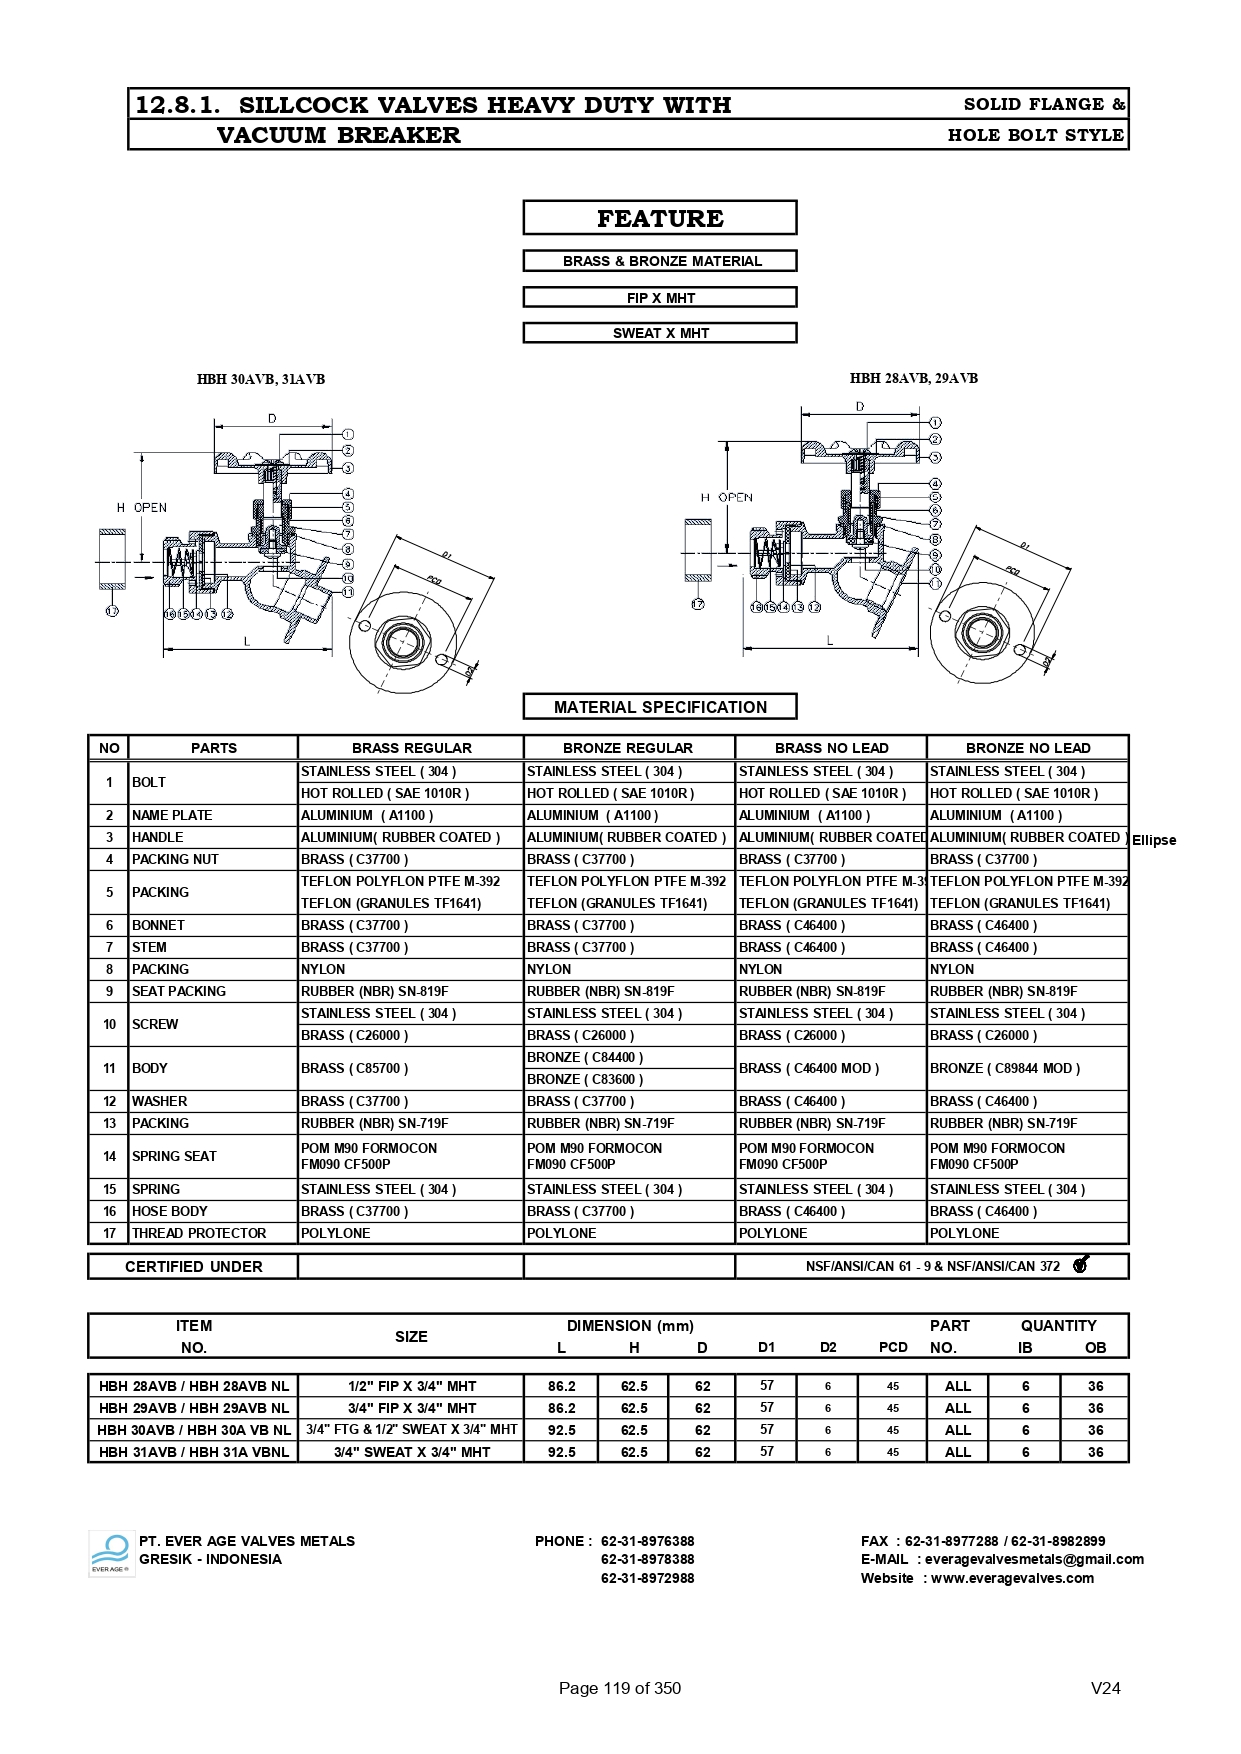 12.8.1. SILLCOCK VALVES HEAVY DUTY WITH SOLID FLANGE &
VACUUM BREAKER HOLE BOLT STYLE
FEATURE
BRASS & BRONZE MATERIAL
FIP X MHT
SWEAT X MHT
HBH 30AVB, 31AVB
D
1
2
3
4
5
6
7
8
9
10
11
H OPEN
17
16 15 14 13 12
L
D1
PCD
D2
HBH 28AVB, 29AVB
D
1
2
3
4
5
6
7
8
9
10
11
H OPEN
17
16 15 14 13 12
L
D1
PCD
D2
MATERIAL SPECIFICATION
NO PARTS BRASS REGULAR BRONZE REGULAR BRASS NO LEAD BRONZE NO LEAD
1 BOLT STAINLESS STEEL ( 304 ) STAINLESS STEEL ( 304 ) STAINLESS STEEL ( 304 ) STAINLESS STEEL ( 304 )
HOT ROLLED ( SAE 1010R ) HOT ROLLED ( SAE 1010R ) HOT ROLLED ( SAE 1010R ) HOT ROLLED ( SAE 1010R )
2 NAME PLATE ALUMINIUM ( A1100 ) ALUMINIUM ( A1100 ) ALUMINIUM ( A1100 ) ALUMINIUM ( A1100 )
3 HANDLE ALUMINIUM( RUBBER COATED ) ALUMINIUM( RUBBER COATED ) ALUMINIUM( RUBBER COATED ALUMINIUM( RUBBER COATED ) Ellipse
4 PACKING NUT BRASS ( C37700 ) BRASS ( C37700 ) BRASS ( C37700 ) BRASS ( C37700 )
5 PACKING TEFLON POLYFLON PTFE M-392 TEFLON POLYFLON PTFE M-392 TEFLON POLYFLON PTFE M-39 TEFLON POLYFLON PTFE M-392
TEFLON (GRANULES TF1641) TEFLON (GRANULES TF1641) TEFLON (GRANULES TF1641) TEFLON (GRANULES TF1641)
6 BONNET BRASS ( C37700 ) BRASS ( C37700 ) BRASS ( C46400 ) BRASS ( C46400 )
7 STEM BRASS ( C37700 ) BRASS ( C37700 ) BRASS ( C46400 ) BRASS ( C46400 )
8 PACKING NYLON NYLON NYLON NYLON
9 SEAT PACKING RUBBER (NBR) SN-819F RUBBER (NBR) SN-819F RUBBER (NBR) SN-819F RUBBER (NBR) SN-819F
10 SCREW STAINLESS STEEL ( 304 ) STAINLESS STEEL ( 304 ) STAINLESS STEEL ( 304 ) STAINLESS STEEL ( 304 )
BRASS ( C26000 ) BRASS ( C26000 ) BRASS ( C26000 ) BRASS ( C26000 )
11 BODY BRASS ( C85700 ) BRONZE ( C84400 ) BRASS ( C46400 MOD ) BRONZE ( C89844 MOD )
BRONZE ( C83600 )
12 WASHER BRASS ( C37700 ) BRASS ( C37700 ) BRASS ( C46400 ) BRASS ( C46400 )
13 PACKING RUBBER (NBR) SN-719F RUBBER (NBR) SN-719F RUBBER (NBR) SN-719F RUBBER (NBR) SN-719F
14 SPRING SEAT POM M90 FORMOCON POM M90 FORMOCON POM M90 FORMOCON POM M90 FORMOCON
FM090 CF500P FM090 CF500P FM090 CF500P FM090 CF500P
15 SPRING STAINLESS STEEL ( 304 ) STAINLESS STEEL ( 304 ) STAINLESS STEEL ( 304 ) STAINLESS STEEL ( 304 )
16 HOSE BODY BRASS ( C37700 ) BRASS ( C37700 ) BRASS ( C46400 ) BRASS ( C46400 )
17 THREAD PROTECTOR POLYLONE POLYLONE POLYLONE POLYLONE
CERTIFIED UNDER NSF/ANSI/CAN 61 - 9 & NSF/ANSI/CAN 372
ITEM SIZE DIMENSION (mm) PART QUANTITY
NO. L H D D1 D2 PCD NO. IB OB
HBH 28AVB / HBH 28AVB NL 1/2" FIP X 3/4" MHT 86.2 62.5 62 57 6 45 ALL 6 36
HBH 29AVB / HBH 29AVB NL 3/4" FIP X 3/4" MHT 86.2 62.5 62 57 6 45 ALL 6 36
HBH 30AVB / HBH 30A VB NL 3/4" FTG & 1/2" SWEAT X 3/4" MHT 92.5 62.5 62 57 6 45 ALL 6 36
HBH 31AVB / HBH 31A VBNL 3/4" SWEAT X 3/4" MHT 92.5 62.5 62 57 6 45 ALL 6 36
EVER AGE ®
PT. EVER AGE VALVES METALS PHONE : 62-31-8976388 FAX : 62-31-8977288 / 62-31-8982899
GRESIK - INDONESIA 62-31-8978388 E-MAIL : everagevalvesmetals@gmail.com
62-31-8972988 Website : www.everagevalves.com
Page 119 of 350 V24